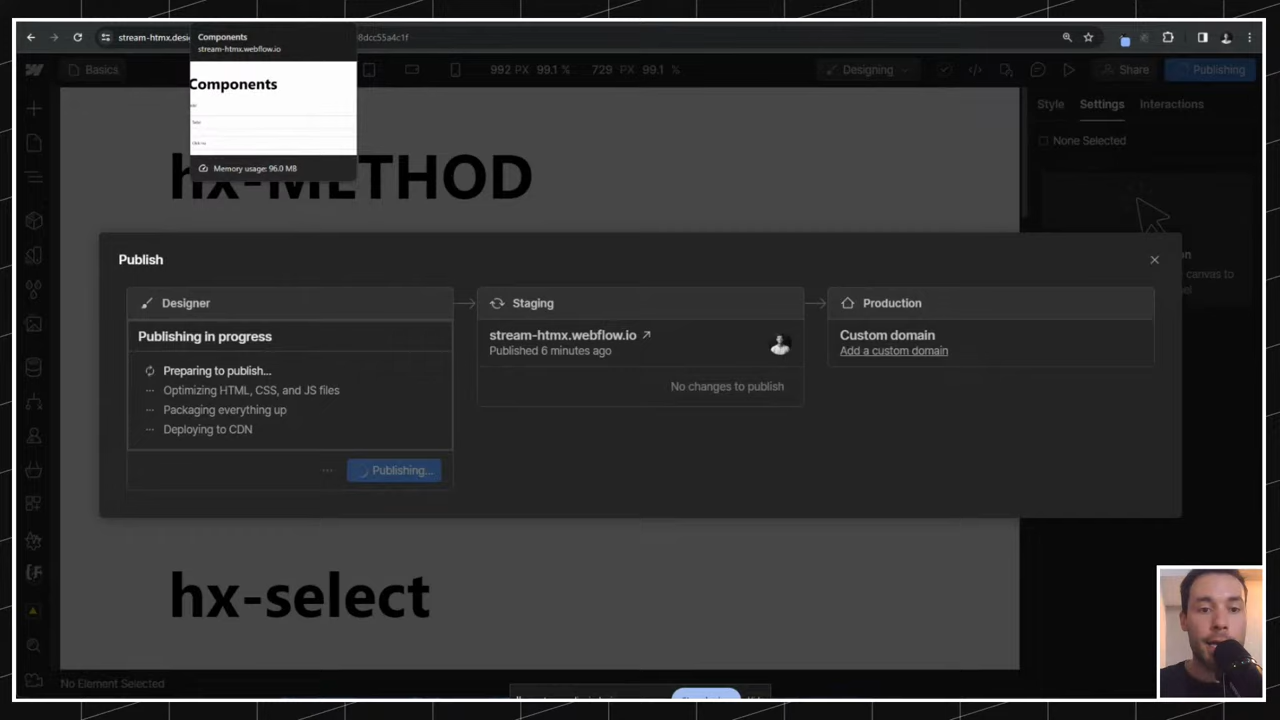 stream-htmx.desi
8dcc55a4c1f
Components
stream-htmx.webflow.io
Components
Click me
Memory usage: 96.0 MB
Basics
992 PX 99.1 % 729 PX 99.1 %
Designing
Share
Publishing
Style Settings Interactions
None Selected
hx-METHOD
canvas to
Publish
Designer
Publishing in progress
Preparing to publish...
Optimizing HTML, CSS, and JS files
Packaging everything up
Deploying to CDN
Publishing...
Staging
stream-htmx.webflow.io
Published 6 minutes ago
No changes to publish
Production
Custom domain
Add a custom domain
hx-select
No Element Selected